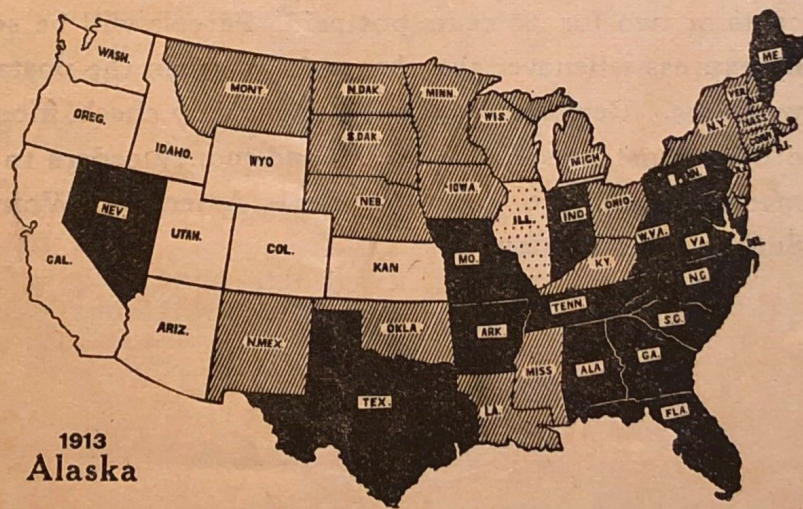 WASH.
OREG.
IDAHO.
MONT.
WYO
NEV.
CAL.
UTAH.
COL.
ARIZ.
N.MEX.
N.DAK
S.DAK
NEB
KAN
OKLA.
TEX.
MINN.
IOWA.
MO.
ARK
LA.
WIS.
ILL.
MICH
IND
OHIO.
KY.
TENN.
MISS
ALA
GA.
FLA.
S.C.
N.C
VA
W.VA.
DEL.
N.J.
N.Y.
CONN
R.I.
MASS
VER.
ME.
1913
Alaska